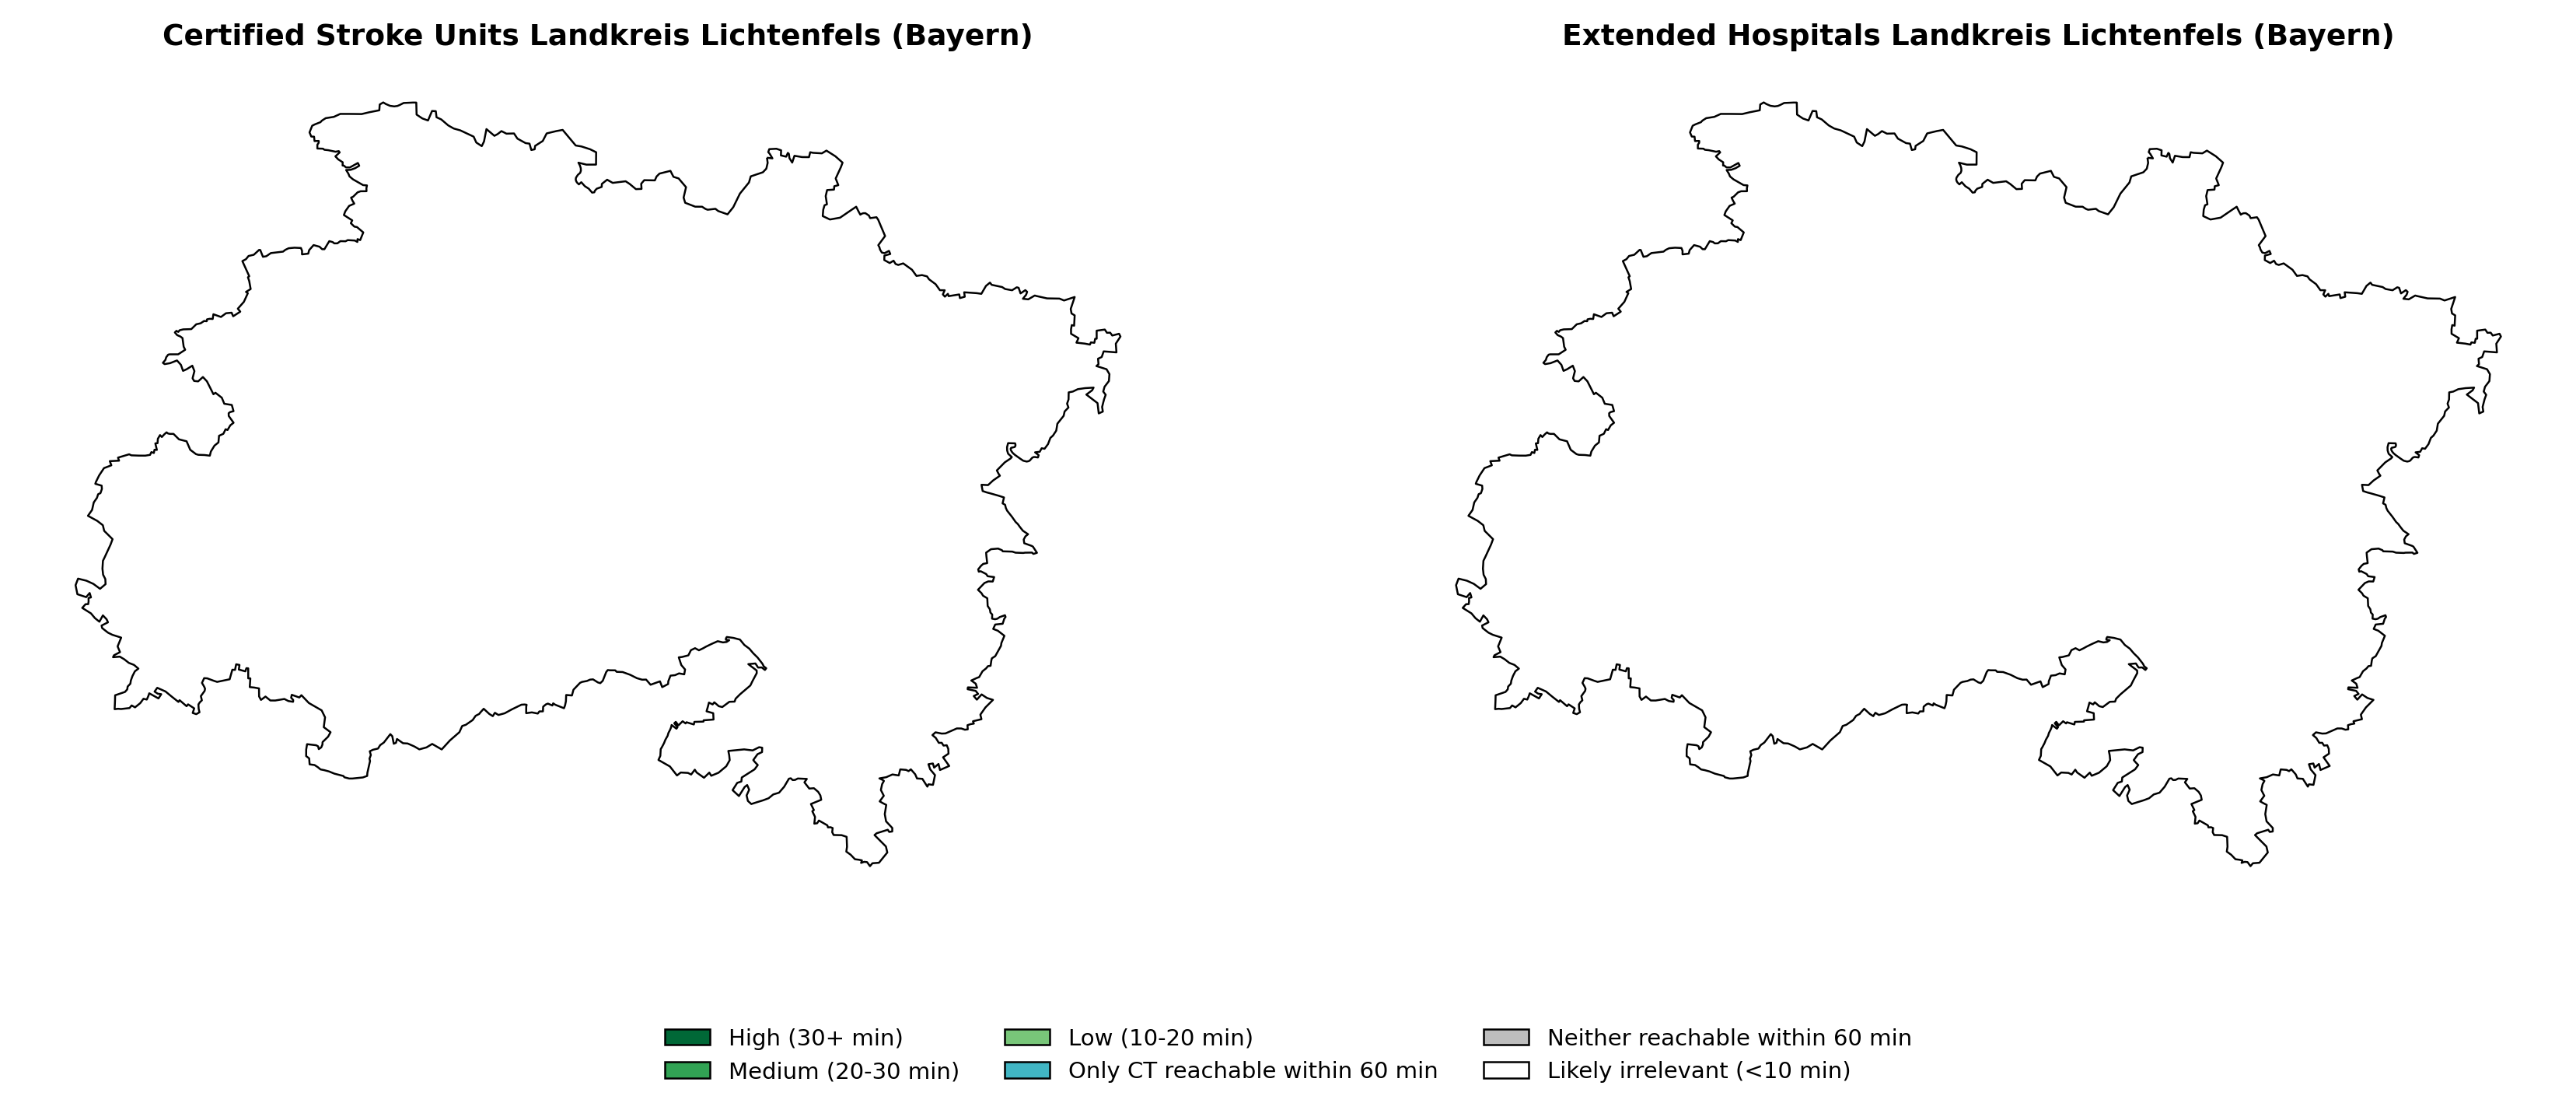 Certified Stroke Units Landkreis Lichtenfels (Bayern)
Extended Hospitals Landkreis Lichtenfels (Bayern)
High (30+ min)
Medium (20-30 min)
Low (10-20 min)
Only CT reachable within 60 min
Neither reachable within 60 min
Likely irrelevant (<10 min)